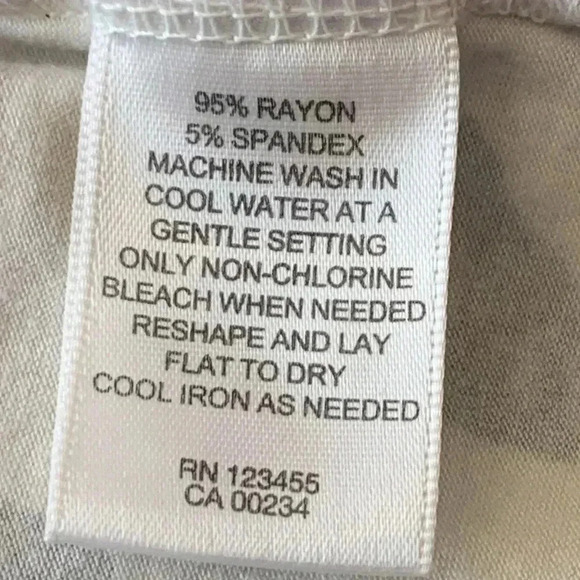 95% RAYON
5% SPANDEX
MACHINE WASH IN
COOL WATER AT A
GENTLE SETTING
ONLY NON-CHLORINE
BLEACH WHEN NEEDED
RESHAPE AND LAY
FLAT TO DRY
COOL IRON AS NEEDED
RN 123455
CA 00234